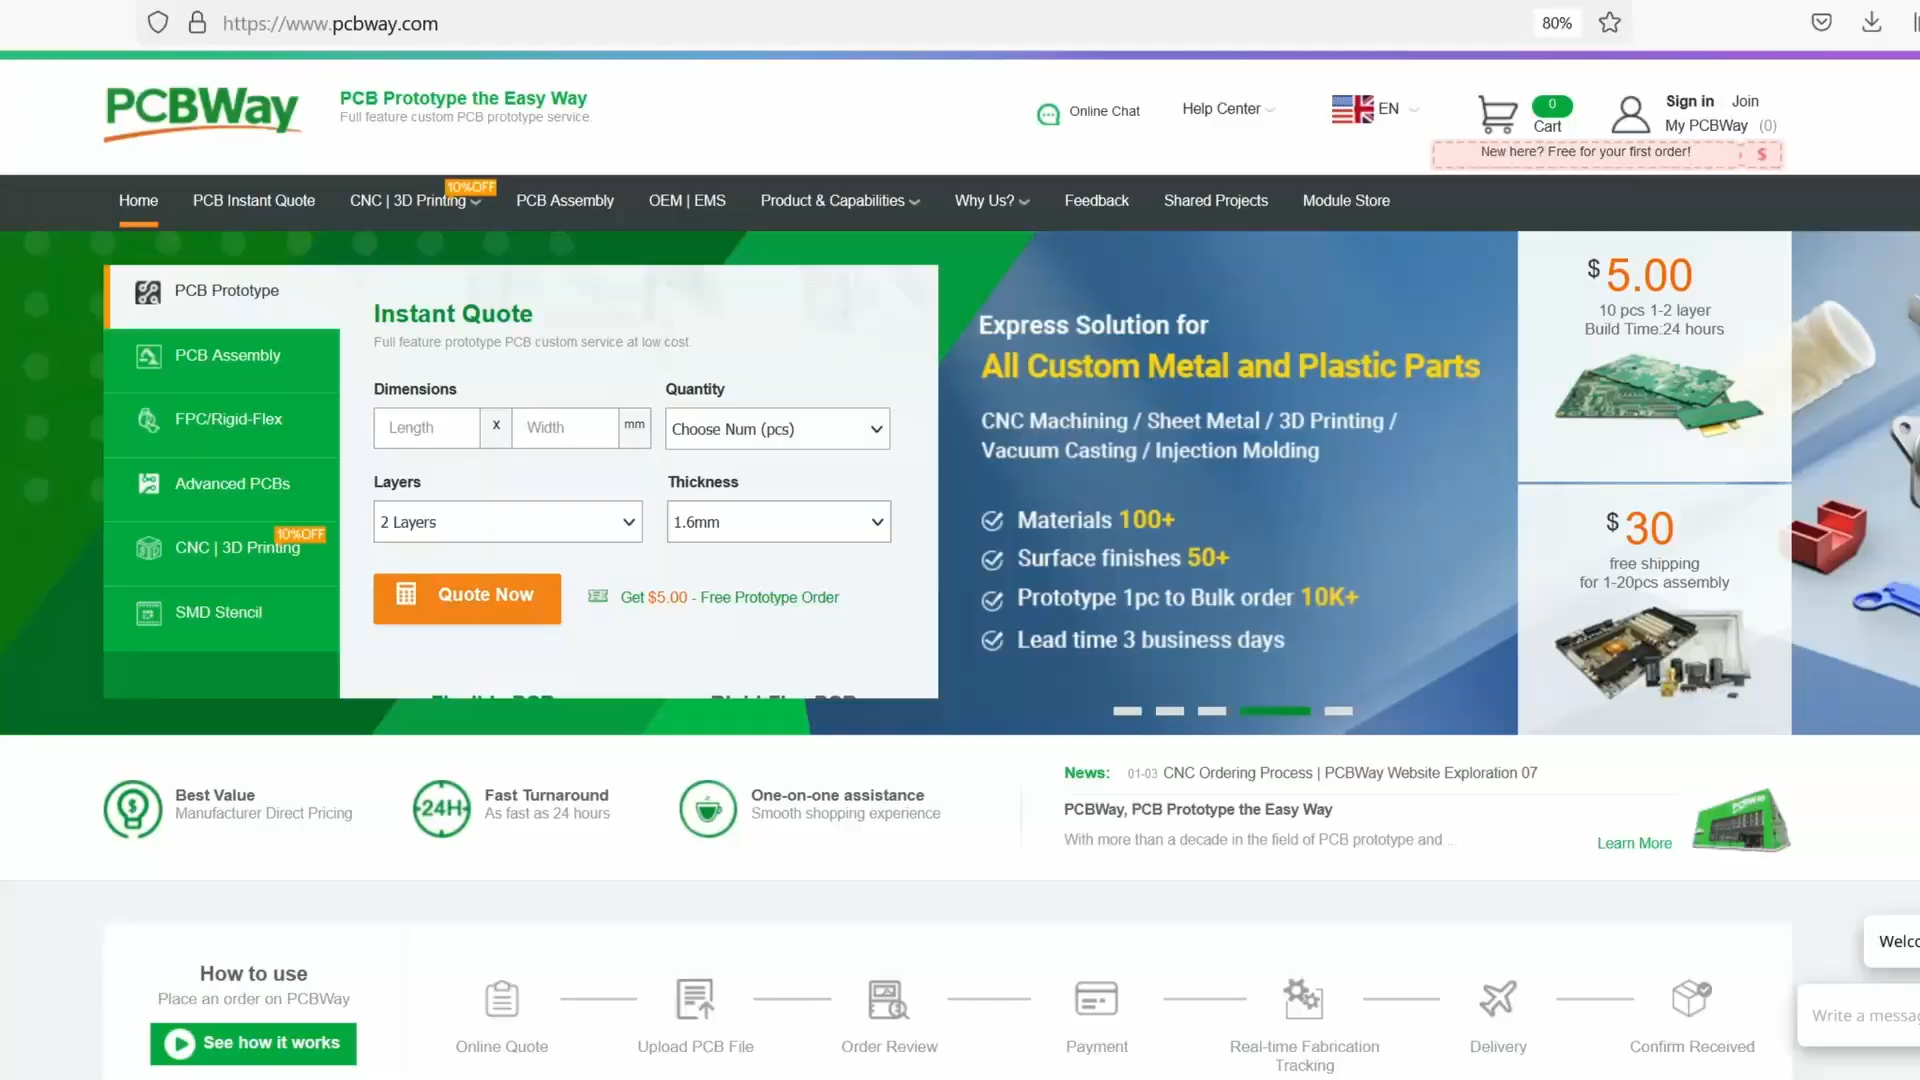 https://www.pcbway.com
80%
PCBWay
PCB Prototype the Easy Way
Full feature custom PCB prototype service.
Online Chat
Help Center
EN
0
Cart
Sign in Join
My PCBWay (0)
New here? Free for your first order!
$
Home
PCB Instant Quote
CNC | 3D Printing
10%OFF
PCB Assembly
OEM | EMS
Product & Capabilities
Why Us?
Feedback
Shared Projects
Module Store
PCB Prototype
PCB Assembly
FPC/Rigid-Flex
Advanced PCBs
10%OFF
CNC | 3D Printing
SMD Stencil
Instant Quote
Full feature prototype PCB custom service at low cost.
Dimensions
Quantity
Length x Width mm
Choose Num (pcs)
Layers
Thickness
2 Layers
1.6mm
Quote Now
Get $5.00 - Free Prototype Order
Express Solution for
All Custom Metal and Plastic Parts
CNC Machining / Sheet Metal / 3D Printing /
Vacuum Casting / Injection Molding
Materials 100+
Surface finishes 50+
Prototype 1pc to Bulk order 10K+
Lead time 3 business days
$ 5.00
10 pcs 1-2 layer
Build Time:24 hours
$ 30
free shipping
for 1-20pcs assembly
Best Value
Manufacturer Direct Pricing
24H
Fast Turnaround
As fast as 24 hours
One-on-one assistance
Smooth shopping experience
News: 01-03 CNC Ordering Process | PCBWay Website Exploration 07
PCBWay, PCB Prototype the Easy Way
With more than a decade in the field of PCB prototype and ...
Learn More
How to use
Place an order on PCBWay
See how it works
Online Quote
Upload PCB File
Order Review
Payment
Real-time Fabrication
Tracking
Delivery
Confirm Received
Write a